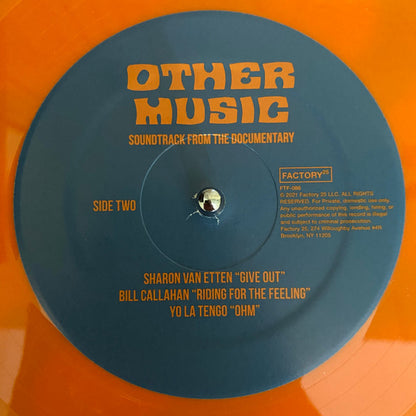 OTHER
MUSIC
SOUNDTRACK FROM THE DOCUMENTARY
SIDE TWO
FACTORY25
FTF-086
© 2021 Factory 25 LLC. ALL RIGHTS
RESERVED. For Private, domestic use only.
Any unauthorized copying, lending, hiring, or
public performance of this record is illegal
and subject to criminal prosecution.
Factory 25, 274 Willoughby Avenue
Brooklyn, NY 11205
SHARON VAN ETTEN “GIVE OUT”
BILL CALLAHAN “RIDING FOR THE FEELING”
YO LA TENGO “OHM”